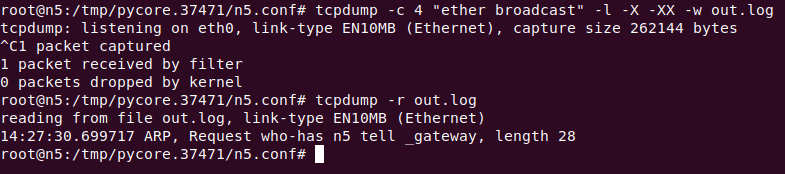 root@n5:/tmp/pycore.37471/n5.conf# tcpdump -c 4 "ether broadcast" -l -X -XX -w out.log
tcpdump: listening on eth0, link-type EN10MB (Ethernet), capture size 262144 bytes
^C1 packet captured
1 packet received by filter
0 packets dropped by kernel
root@n5:/tmp/pycore.37471/n5.conf# tcpdump -r out.log
reading from file out.log, link-type EN10MB (Ethernet)
14:27:30.699717 ARP, Request who-has n5 tell _gateway, length 28
root@n5:/tmp/pycore.37471/n5.conf#